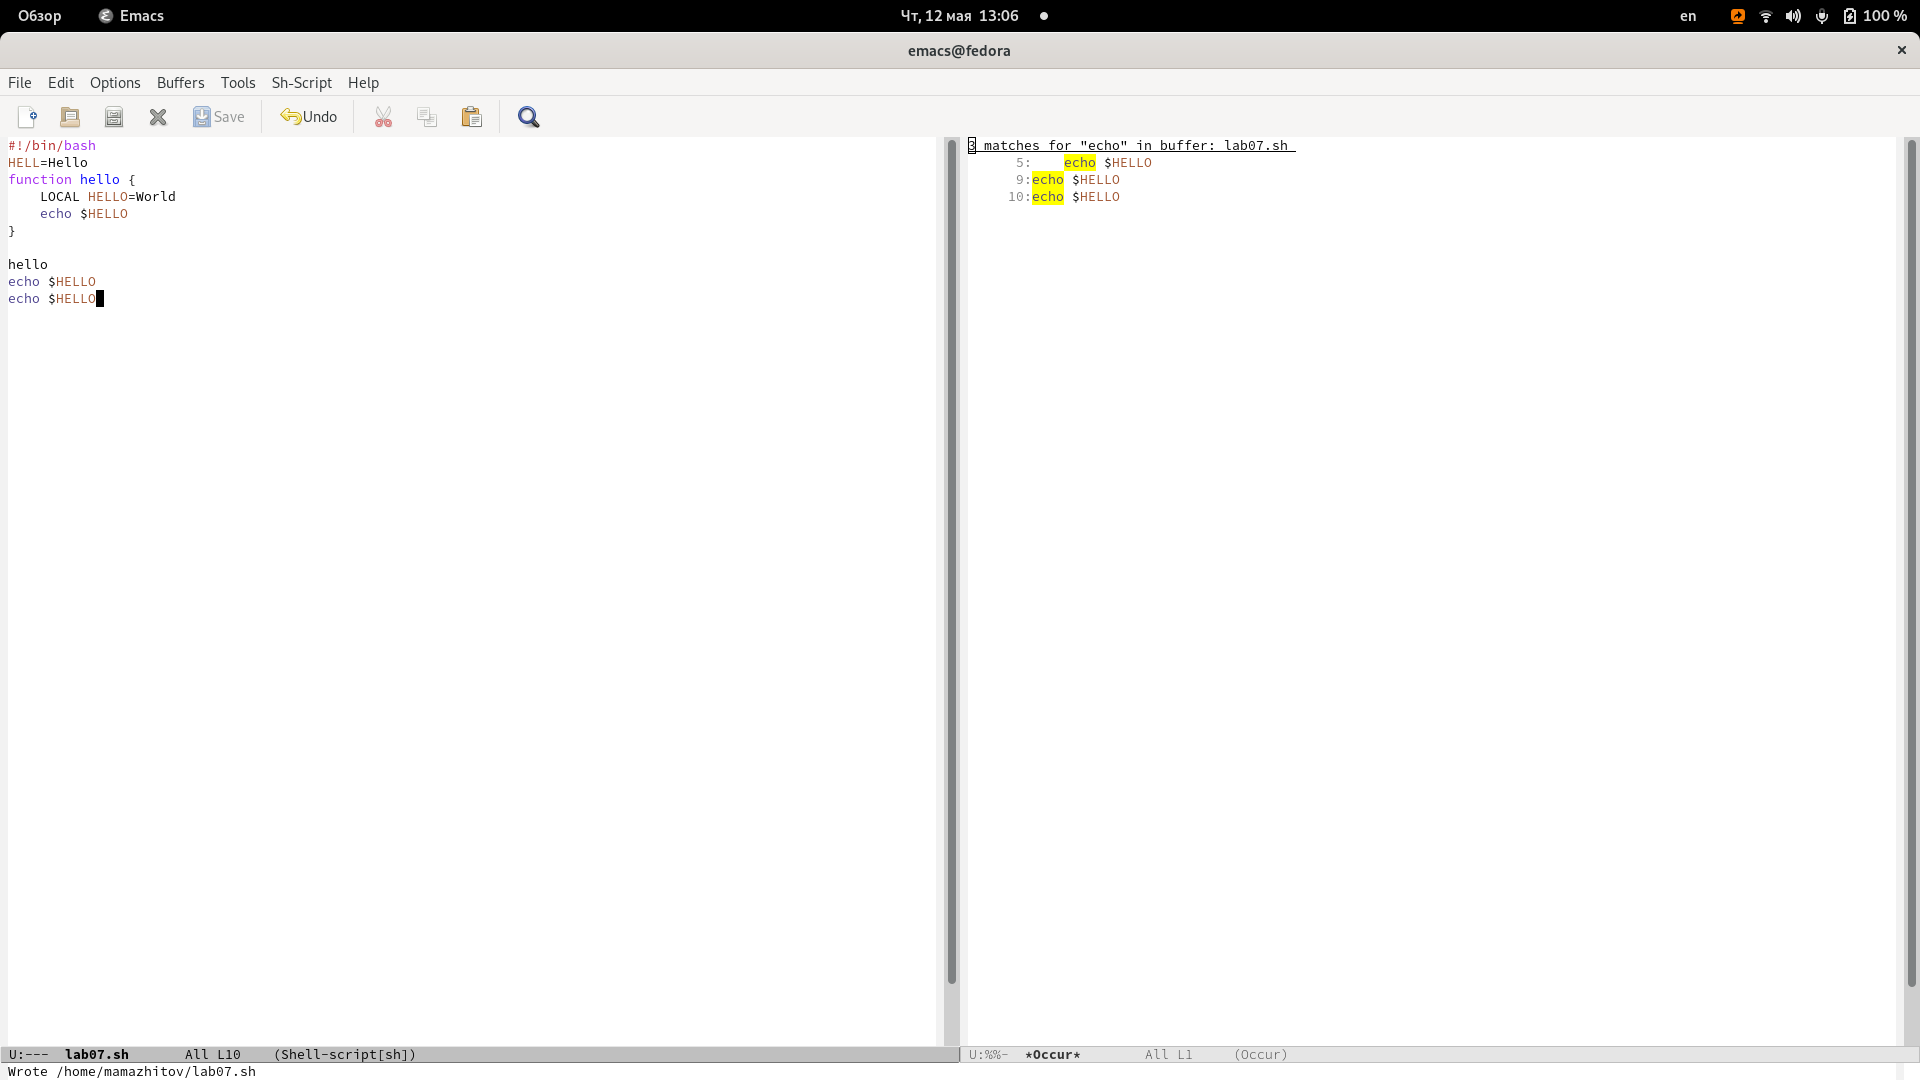 Обзор Emacs Чт, 12 мая 13:06 en 100 %
emacs@fedora
File Edit Options Buffers Tools Sh-Script Help
Save Undo
#!/bin/bash
HELL=Hello
function hello {
    LOCAL HELLO=World
    echo $HELLO
}
hello
echo $HELLO
echo $HELLO
U:--- lab07.sh All L10 (Shell-script[sh])
3 matches for "echo" in buffer: lab07.sh
5:    echo $HELLO
9:echo $HELLO
10:echo $HELLO
U:%%- *Occur* All L1 (Occur)
Wrote /home/mamazhitov/lab07.sh